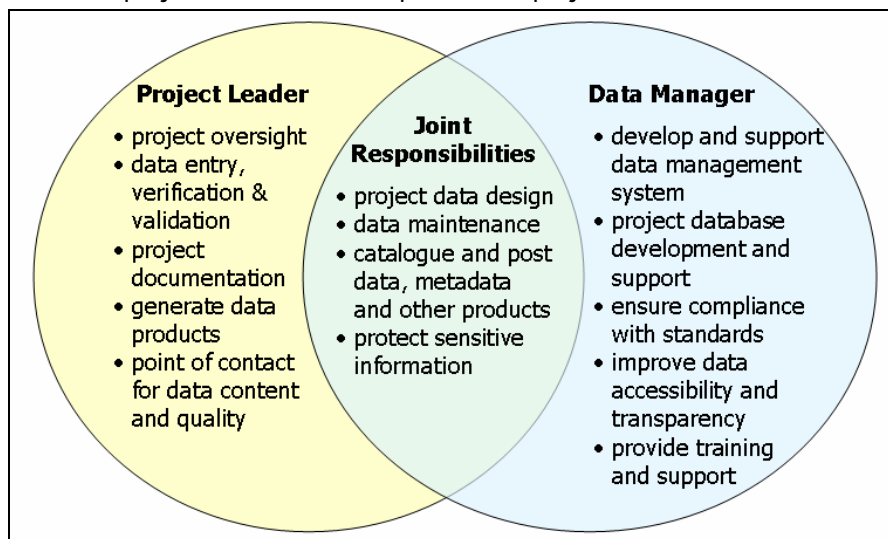 Project Leader
• project oversight
• data entry,
verification &
validation
• project
documentation
• generate data
products
• point of contact
for data content
and quality
Joint
Responsibilities
• project data design
• data maintenance
• catalogue and post
data, metadata
and other products
• protect sensitive
information
Data Manager
• develop and support
data management
system
• project database
development and
support
• ensure compliance
with standards
• improve data
accessibility and
transparency
• provide training
and support